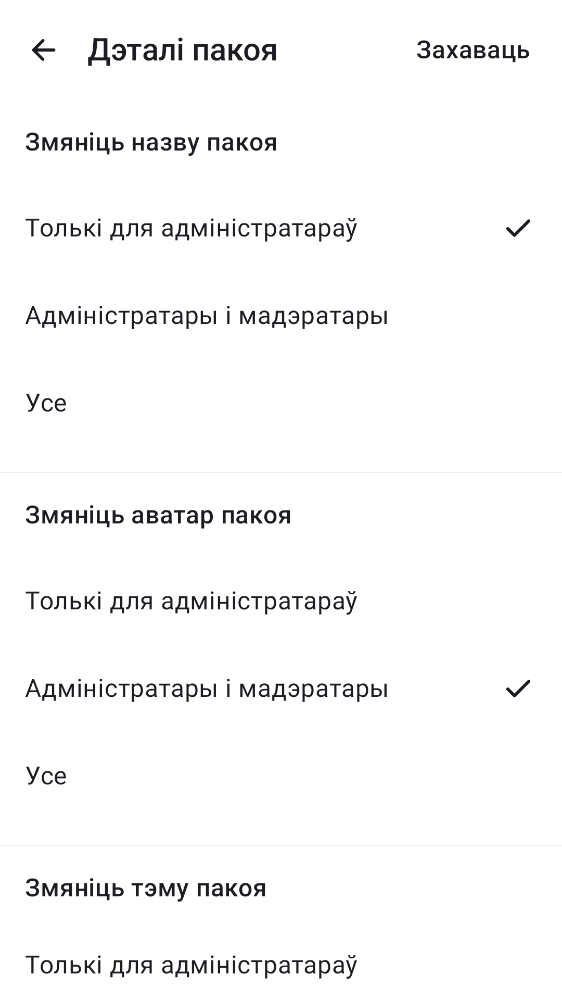 Дэталі пакоя Захаваць
Змяніць назву пакоя
Толькі для адміністратараў
Адміністратары і мадэратары
Усе
Змяніць аватар пакоя
Толькі для адміністратараў
Адміністратары і мадэратары
Усе
Змяніць тэму пакоя
Толькі для адміністратараў